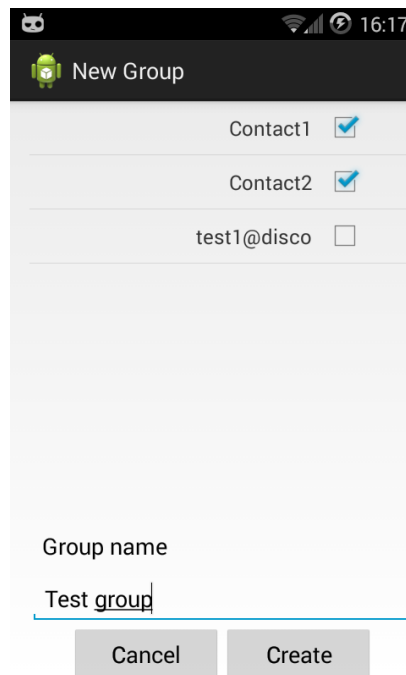 16:17
New Group
Contact1
Contact2
test1@disco
Group name
Test group
Cancel Create